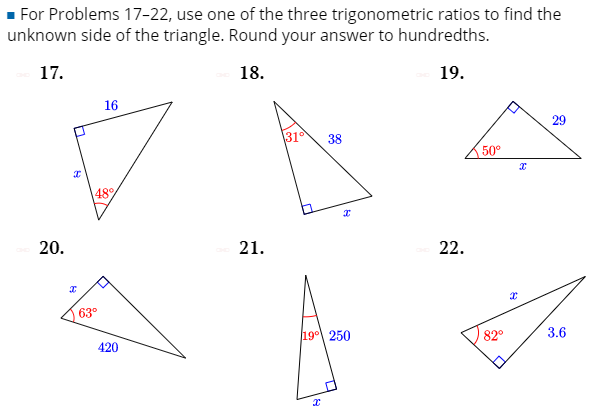 ▪ For Problems 17–22, use one of the three trigonometric ratios to find the
unknown side of the triangle. Round your answer to hundredths.
17. 18. 19.
16
x
48°
31°
38
x
29
50°
x
20. 21. 22.
x
63°
420
19°
250
x
x
82°
3.6